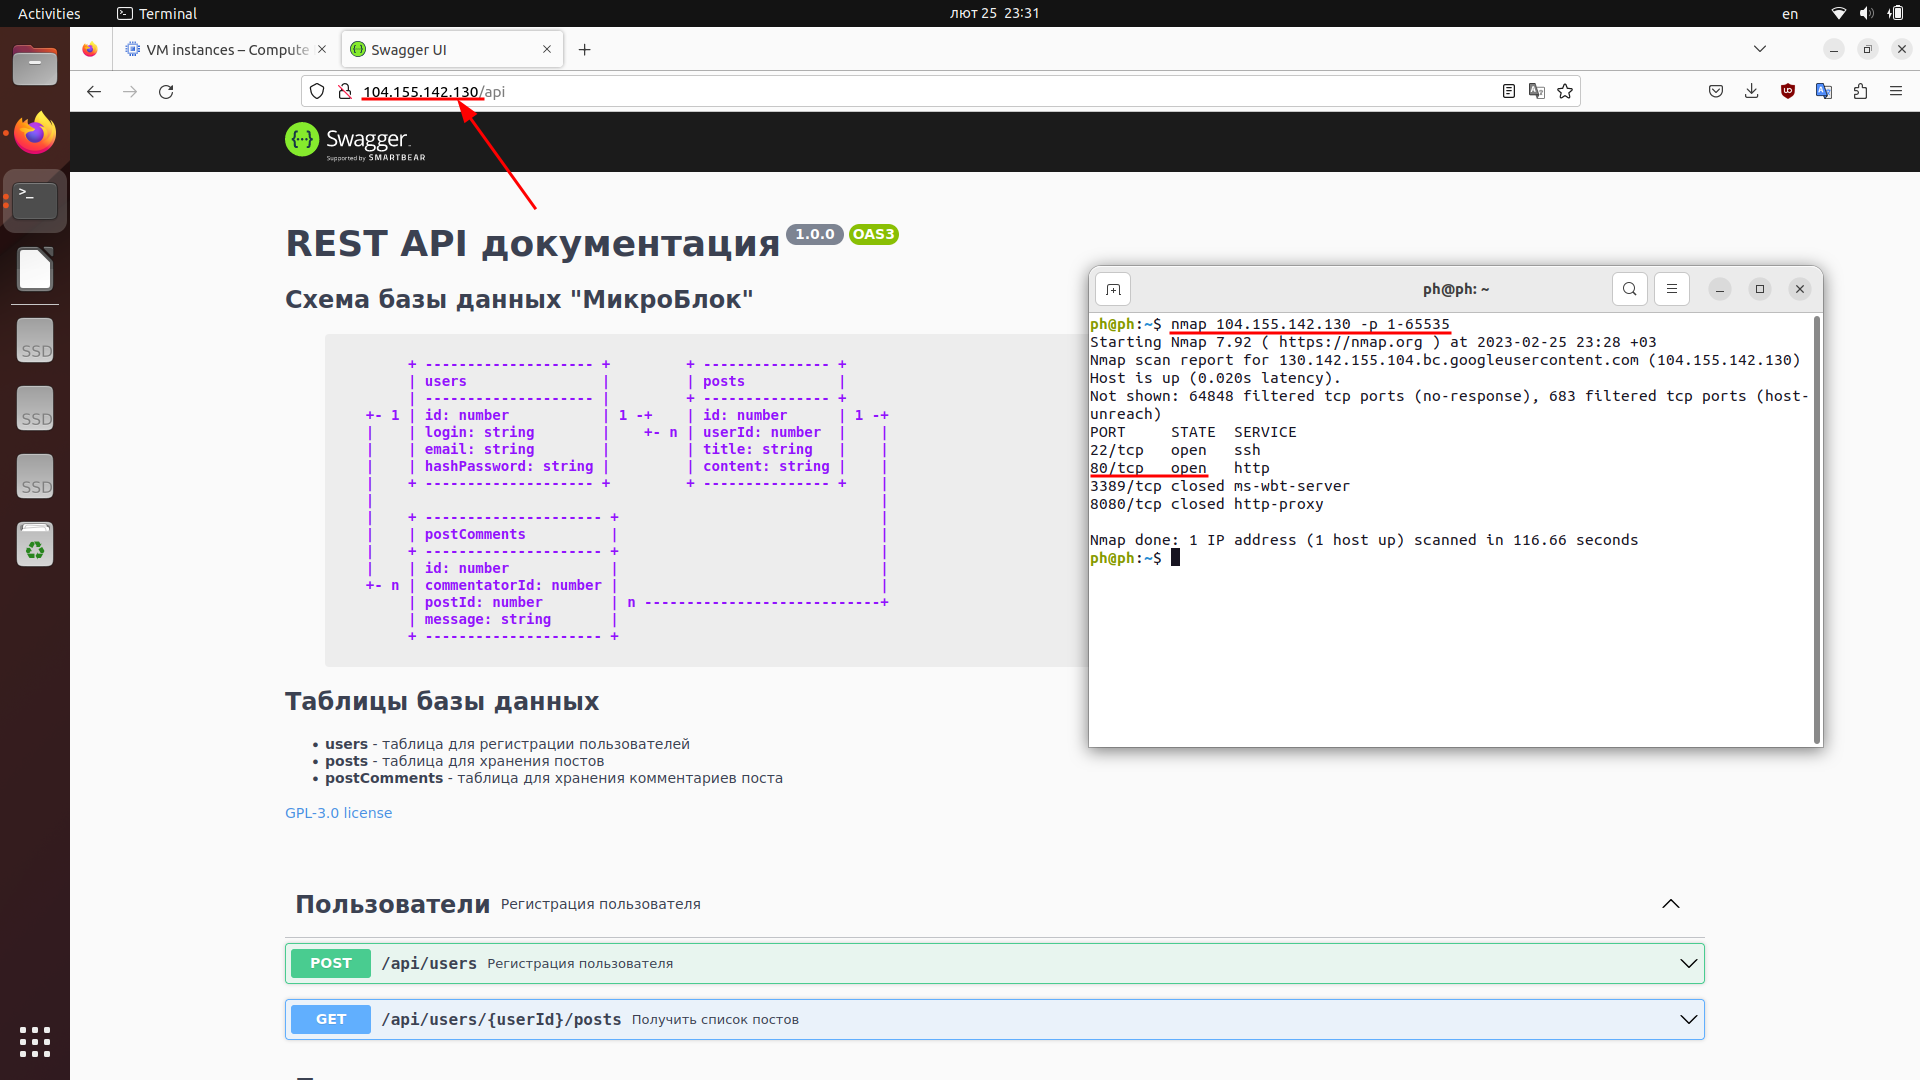 Activities
Terminal
лют 25 23:31
en
VM instances – Compute
Swagger UI
104.155.142.130/api
Swagger
Supported by SMARTBEAR
REST API документация 1.0.0 OAS3
Схема базы данных "МикроБлок"
+ -------------------- +         + --------------- +
| users                |         | posts           |
| -------------------- |         + --------------- +
+- 1 | id: number           | 1 -+    | id: number      | 1 -+
|    | login: string        |    +- n | userId: number  |    |
|    | email: string        |         | title: string   |    |
|    | hashPassword: string |         | content: string |    |
|    + -------------------- +         + --------------- +    |
|                                                            |
|    + --------------------- +                               |
|    | postComments          |                               |
|    + --------------------- +                               |
|    | id: number            |                               |
+- n | commentatorId: number |                               |
| postId: number        | n ----------------------------+
| message: string       |
+ --------------------- +
Таблицы базы данных
• users - таблица для регистрации пользователей
• posts - таблица для хранения постов
• postComments - таблица для хранения комментариев поста
GPL-3.0 license
Пользователи Регистрация пользователя
POST /api/users Регистрация пользователя
GET /api/users/{userId}/posts Получить список постов
ph@ph: ~
ph@ph:~$ nmap 104.155.142.130 -p 1-65535
Starting Nmap 7.92 ( https://nmap.org ) at 2023-02-25 23:28 +03
Nmap scan report for 130.142.155.104.bc.googleusercontent.com (104.155.142.130)
Host is up (0.020s latency).
Not shown: 64848 filtered tcp ports (no-response), 683 filtered tcp ports (host-
unreach)
PORT     STATE  SERVICE
22/tcp   open   ssh
80/tcp   open   http
3389/tcp closed ms-wbt-server
8080/tcp closed http-proxy
Nmap done: 1 IP address (1 host up) scanned in 116.66 seconds
ph@ph:~$
SSD
SSD
SSD